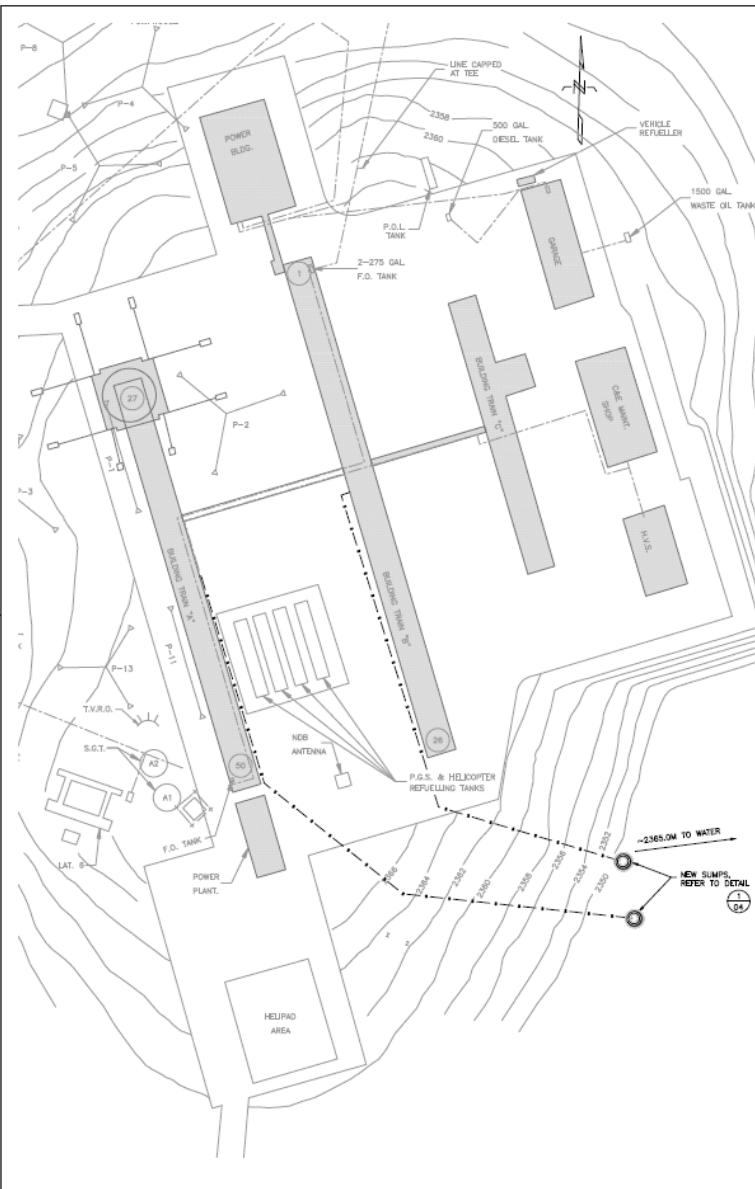 P-8
P-4
P-5
LINE CAPPED
AT TEE
N
2358
2360
500 GAL.
DIESEL TANK
VEHICLE
REFUELLER
POWER
BLDG.
1500 GAL.
WASTE OIL TANK
P.O.L.
TANK
GARAGE
1
2-275 GAL.
F.O. TANK
BUILDING TRAIN "C"
C&E MAINT.
SHOP
27
P-2
P-1
P-3
H.V.S.
BUILDING TRAIN "A"
BUILDING TRAIN "B"
P-11
P-13
T.V.R.O.
S.G.T.
A2
A1
50
26
NDB
ANTENNA
P.G.S. & HELICOPTER
REFUELLING TANKS
F.O. TANK
LAT. 6
POWER
PLANT.
2366
2364
2362
2360
2358
2356
2354
2352
2350
~2365.0M TO WATER
NEW SUMPS,
REFER TO DETAIL
1
04
z
z
HELIPAD
AREA